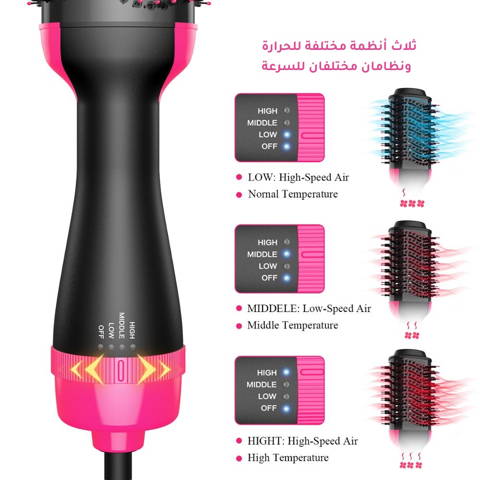 ثلاث أنظمة مختلفة للحرارة
ونظامان مختلفان للسرعة
HIGH
MIDDLE
LOW
OFF
LOW: High-Speed Air
Nornal Temperature
HIGH
MIDDLE
LOW
OFF
MIDDELE: Low-Speed Air
Middle Temperature
HIGH
MIDDLE
LOW
OFF
HIGHT: High-Speed Air
High Temperature
OFF
LOW
MIDDLE
HIGH